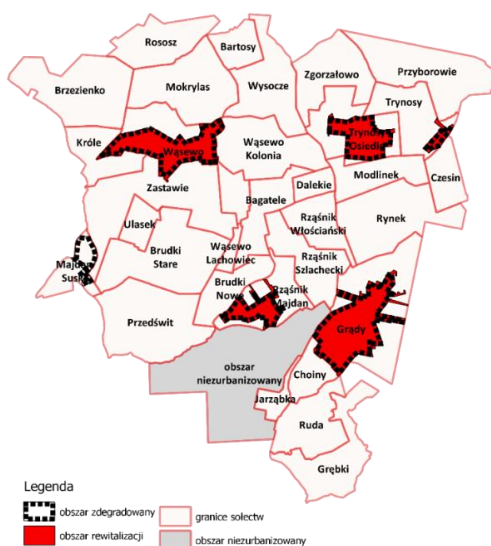 Rososz
Bartosy
Brzezienko
Mokrylas
Wysocze
Zgorzałowo
Przyborowie
Trynosy
Króle
Wąsewo
Wąsewo
Kolonia
Trynosy
Osiedle
Zastawie
Modlinek
Czesin
Bagatele
Dalekie
Ulasek
Rząśnik
Włościański
Rynek
Brudki
Stare
Wąsewo
Lachowiec
Rząśnik
Szlachecki
Majdan
Suski
Brudki
Nowe
Rząśnik
Majdan
Przedświt
Grądy
obszar
niezurbanizowany
Choiny
Jarząbka
Ruda
Grębki
Legenda
obszar zdegradowany
granice sołectw
obszar rewitalizacji
obszar niezurbanizowany